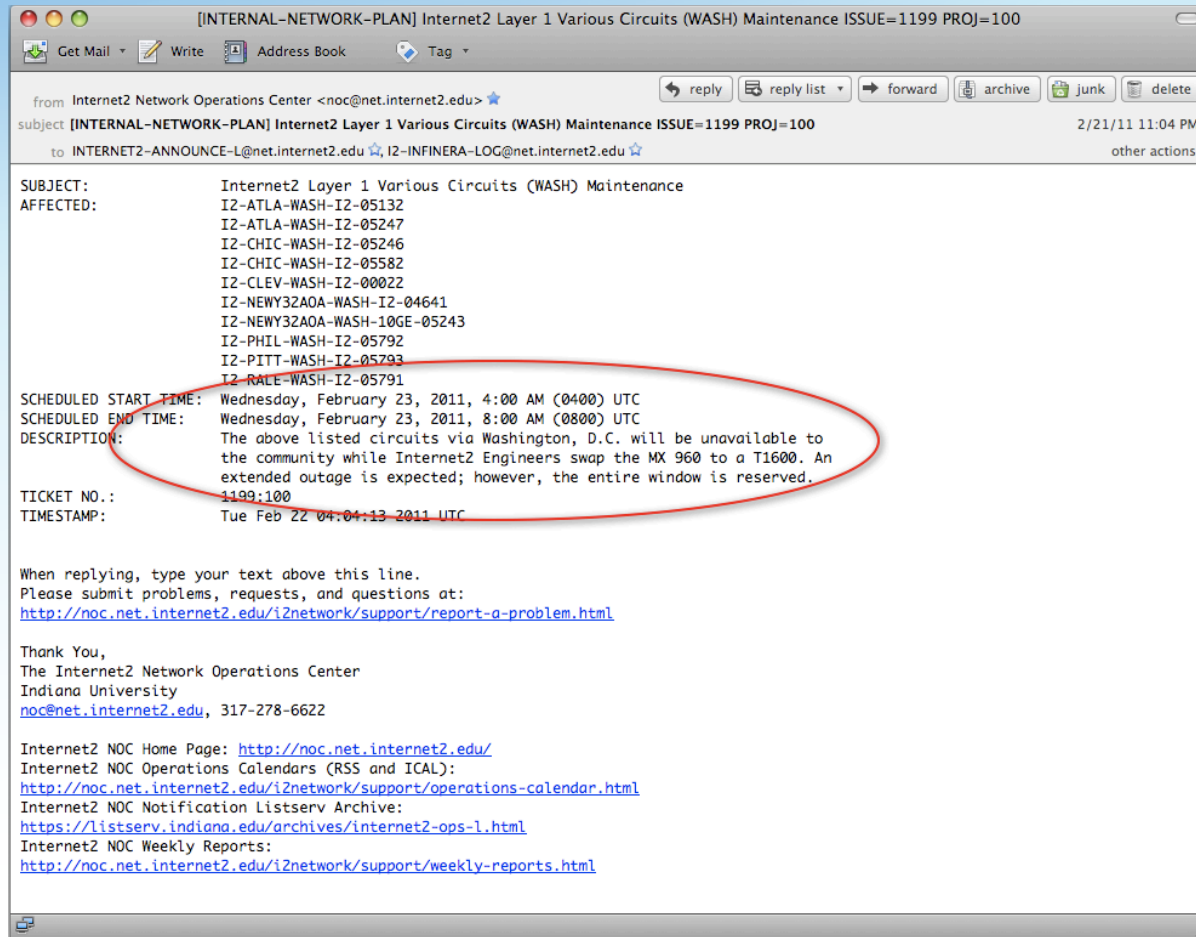 [INTERNAL-NETWORK-PLAN] Internet2 Layer 1 Various Circuits (WASH) Maintenance ISSUE=1199 PROJ=100
Get Mail Write Address Book Tag
reply reply list forward archive junk delete
from Internet2 Network Operations Center <noc@net.internet2.edu>
subject [INTERNAL-NETWORK-PLAN] Internet2 Layer 1 Various Circuits (WASH) Maintenance ISSUE=1199 PROJ=100 2/21/11 11:04 PM
to INTERNET2-ANNOUNCE-L@net.internet2.edu, I2-INFINERA-LOG@net.internet2.edu other actions
SUBJECT: Internet2 Layer 1 Various Circuits (WASH) Maintenance
AFFECTED: I2-ATLA-WASH-I2-05132
I2-ATLA-WASH-I2-05247
I2-CHIC-WASH-I2-05246
I2-CHIC-WASH-I2-05582
I2-CLEV-WASH-I2-00022
I2-NEWY32AOA-WASH-I2-04641
I2-NEWY32AOA-WASH-10GE-05243
I2-PHIL-WASH-I2-05792
I2-PITT-WASH-I2-05793
I2-RALE-WASH-I2-05791
SCHEDULED START TIME: Wednesday, February 23, 2011, 4:00 AM (0400) UTC
SCHEDULED END TIME: Wednesday, February 23, 2011, 8:00 AM (0800) UTC
DESCRIPTION: The above listed circuits via Washington, D.C. will be unavailable to
the community while Internet2 Engineers swap the MX 960 to a T1600. An
extended outage is expected; however, the entire window is reserved.
TICKET NO.: 1199:100
TIMESTAMP: Tue Feb 22 04:04:13 2011 UTC
When replying, type your text above this line.
Please submit problems, requests, and questions at:
http://noc.net.internet2.edu/i2network/support/report-a-problem.html
Thank You,
The Internet2 Network Operations Center
Indiana University
noc@net.internet2.edu, 317-278-6622
Internet2 NOC Home Page: http://noc.net.internet2.edu/
Internet2 NOC Operations Calendars (RSS and ICAL):
http://noc.net.internet2.edu/i2network/support/operations-calendar.html
Internet2 NOC Notification Listserv Archive:
https://listserv.indiana.edu/archives/internet2-ops-l.html
Internet2 NOC Weekly Reports:
http://noc.net.internet2.edu/i2network/support/weekly-reports.html